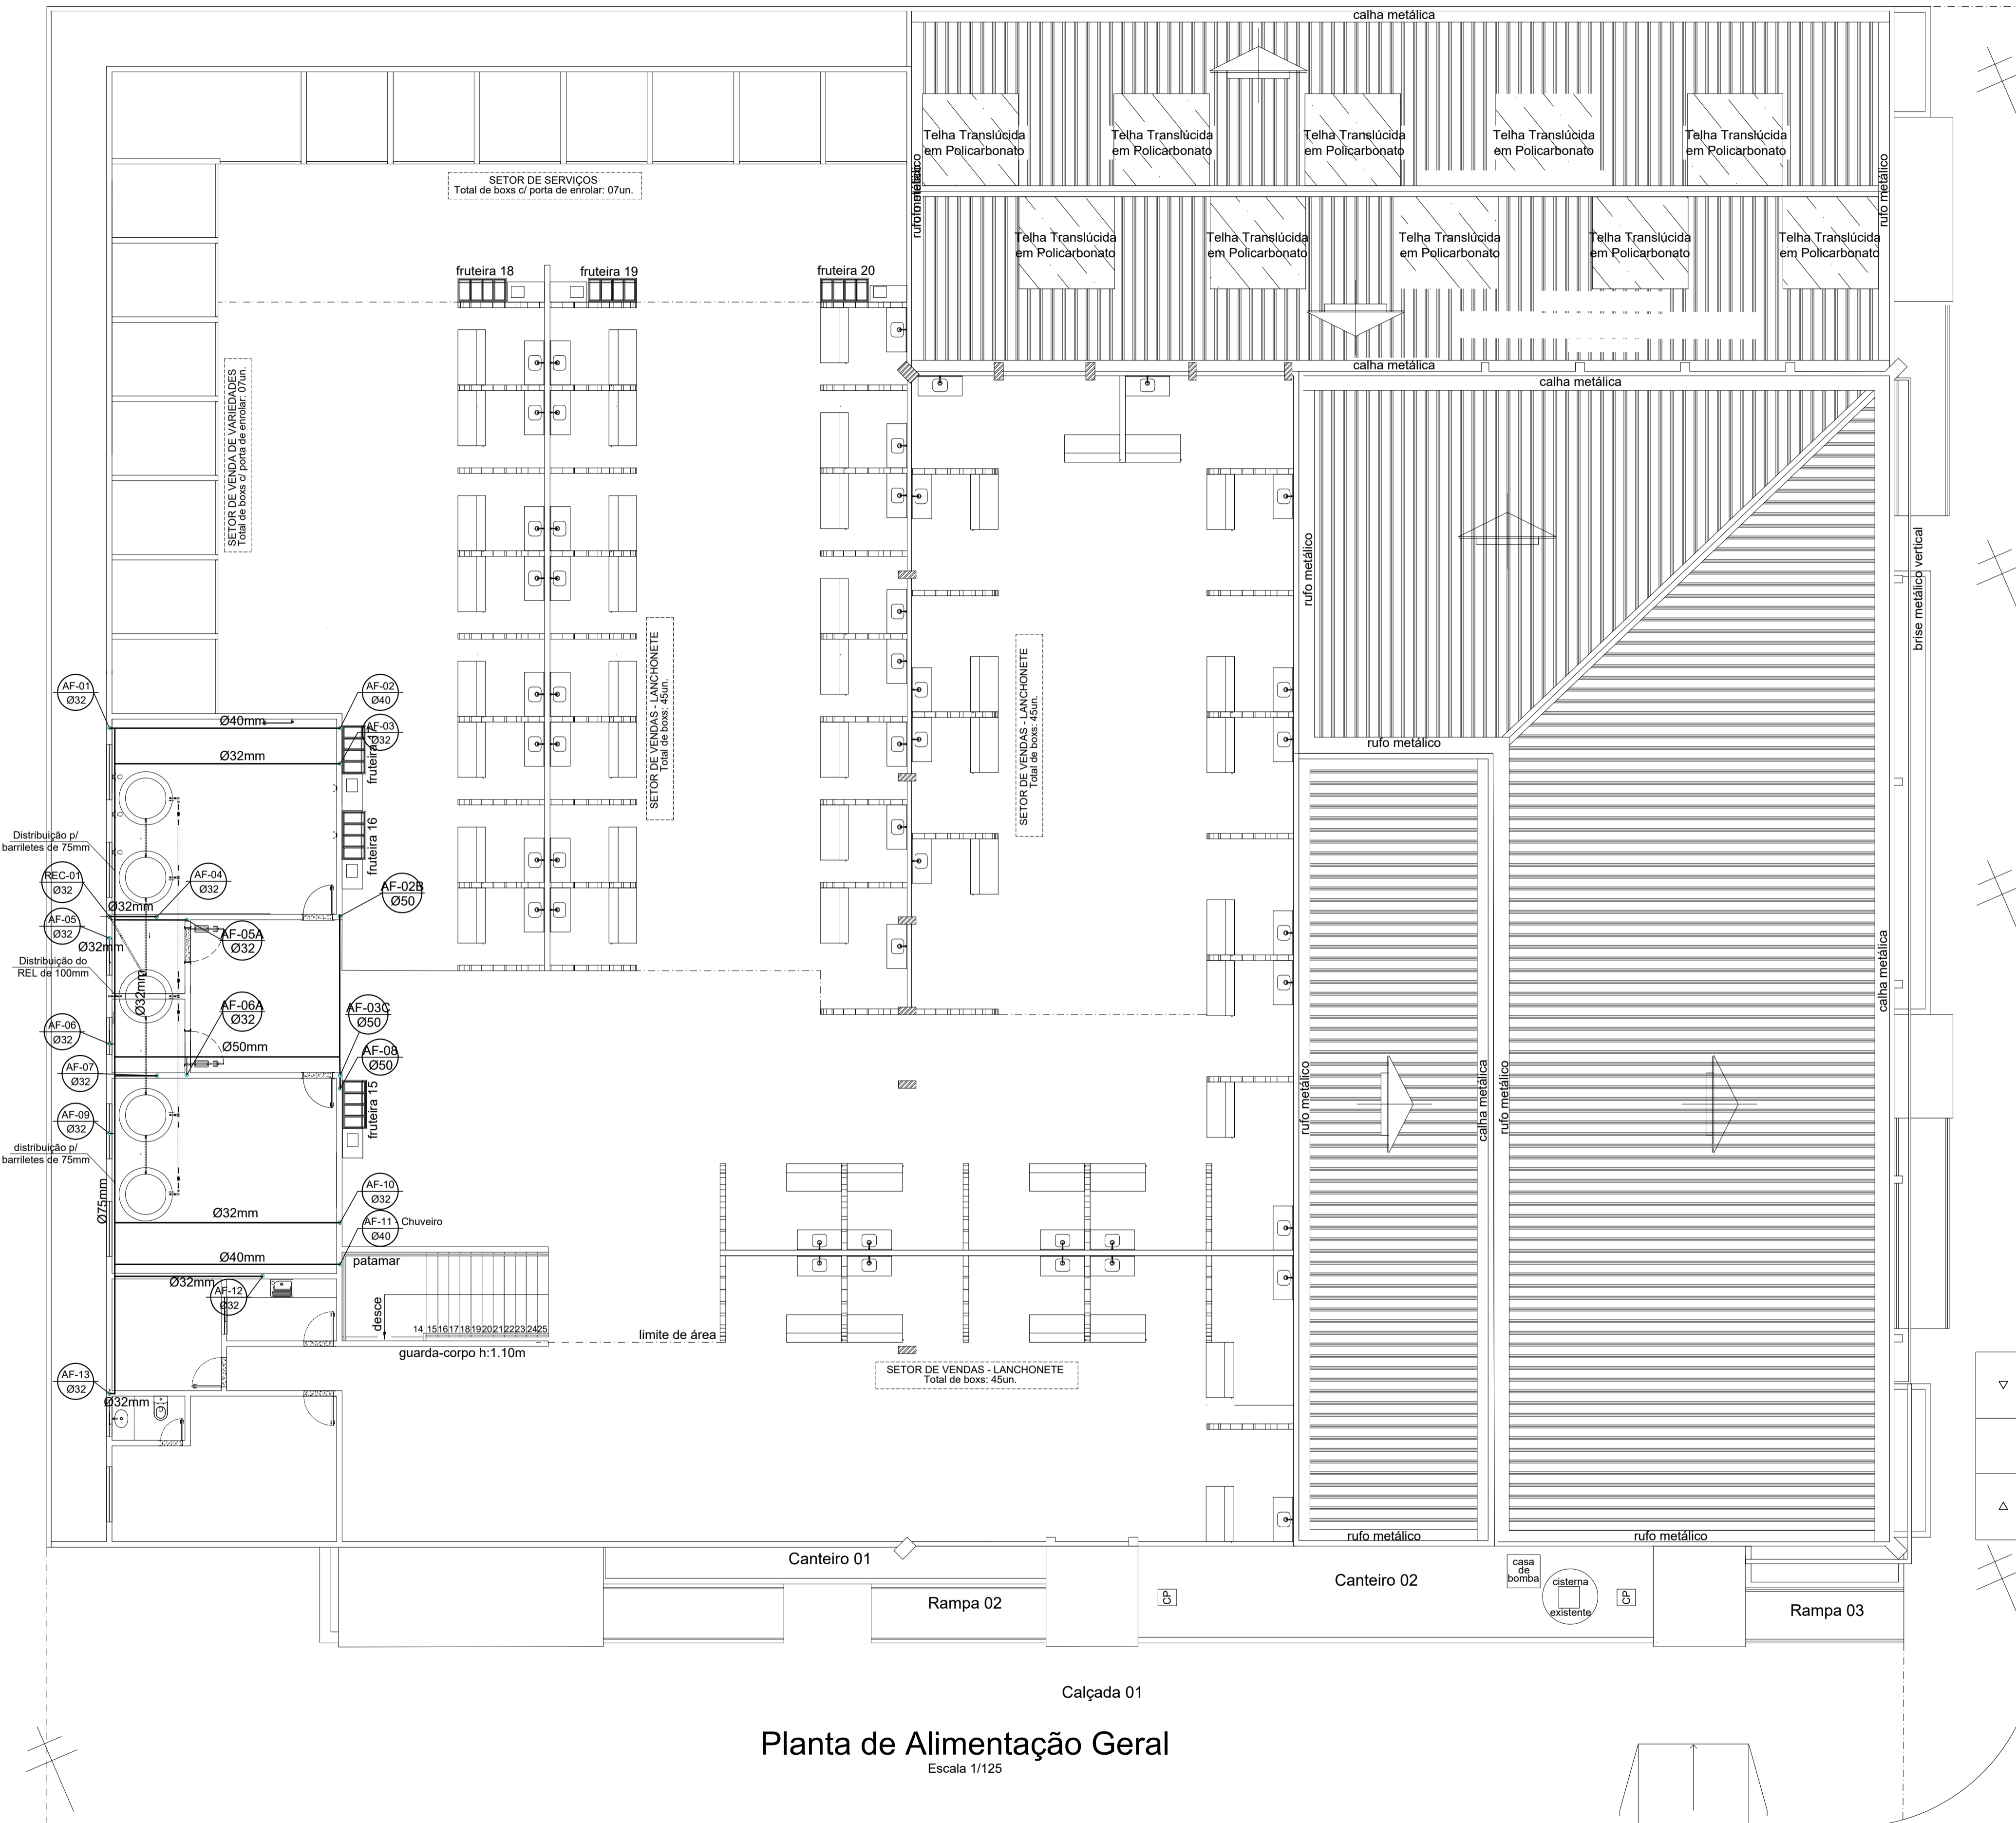 calha metálica
Telha Translúcida
em Policarbonato
Telha Translúcida
em Policarbonato
Telha Translúcida
em Policarbonato
Telha Translúcida
em Policarbonato
Telha Translúcida
em Policarbonato
rufo metálico
rufo metálico
rufo metálico
SETOR DE SERVIÇOS
Total de boxs c/ porta de enrolar: 07un.
Telha Translúcida
em Policarbonato
Telha Translúcida
em Policarbonato
Telha Translúcida
em Policarbonato
Telha Translúcida
em Policarbonato
Telha Translúcida
em Policarbonato
fruteira 18
fruteira 19
fruteira 20
calha metálica
calha metálica
SETOR DE VENDA DE VARIEDADES
Total de boxs c/ porta de enrolar: 07un.
rufo metálico
brise metálico vertical
SETOR DE VENDAS - LANCHONETE
Total de boxs: 45un.
SETOR DE VENDAS - LANCHONETE
Total de boxs: 45un.
AF-01
Ø32
AF-02
Ø40
Ø40mm
AF-03
Ø32
fruteira 17
Ø32mm
rufo metálico
Distribuição p/
barriletes de 75mm
fruteira 16
REC-01
Ø32
AF-04
Ø32
AF-02B
Ø50
Ø32mm
AF-05
Ø32
Ø32mm
AF-05A
Ø32
Distribuição do
REL de 100mm
Ø32mm
AF-06A
Ø32
AF-03C
Ø50
AF-06
Ø32
Ø50mm
AF-08
Ø50
AF-07
Ø32
calha metálica
rufo metálico
calha metálica
rufo metálico
fruteira 15
AF-09
Ø32
distribuição p/
barriletes de 75mm
Ø75mm
AF-10
Ø32
Ø32mm
AF-11 - Chuveiro
Ø40
Ø40mm
patamar
Ø32mm
AF-12
Ø32
desce
14 15 16 17 18 19 20 21 22 23 24 25
limite de área
guarda-corpo h:1.10m
SETOR DE VENDAS - LANCHONETE
Total de boxs: 45un.
AF-13
Ø32
Ø32mm
rufo metálico
rufo metálico
Canteiro 01
Canteiro 02
casa
de
bomba
cisterna
existente
CP
CP
Rampa 02
Rampa 03
Calçada 01
Planta de Alimentação Geral
Escala 1/125